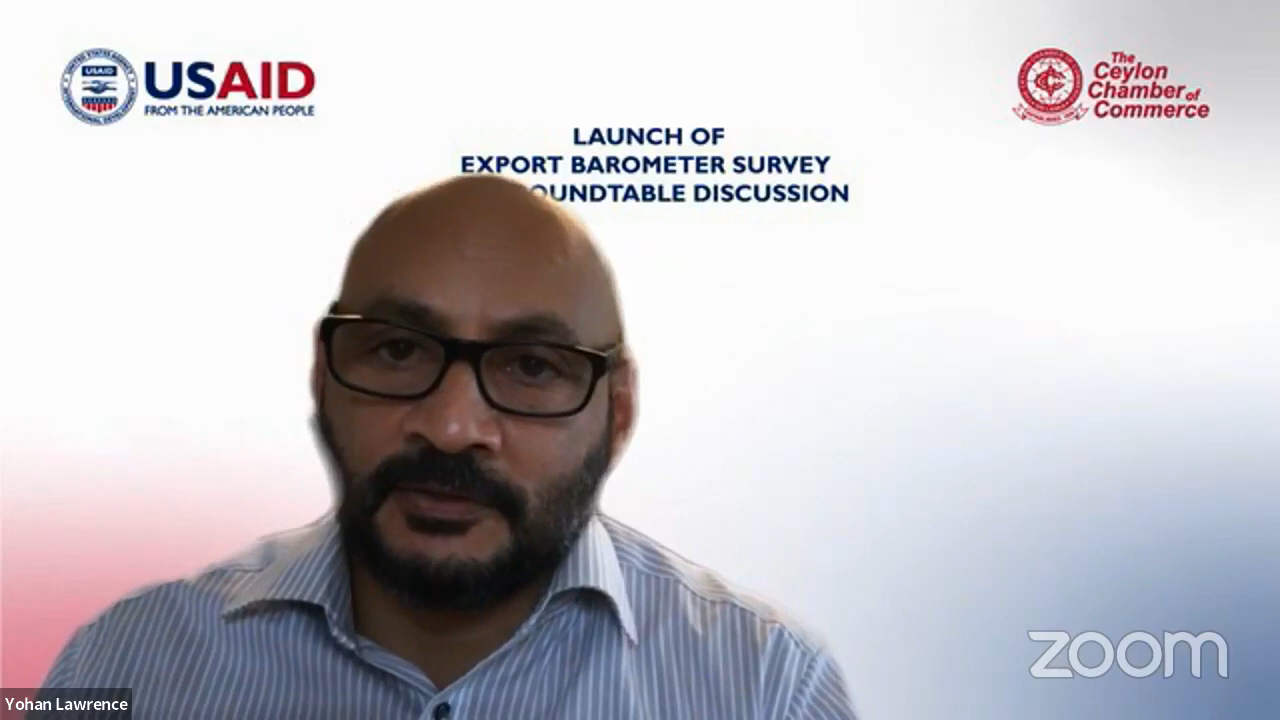 USAID
FROM THE AMERICAN PEOPLE
USAID
The
Ceylon
Chamber of
Commerce
LAUNCH OF
EXPORT BAROMETER SURVEY
OUNDTABLE DISCUSSION
zoom
Yohan Lawrence